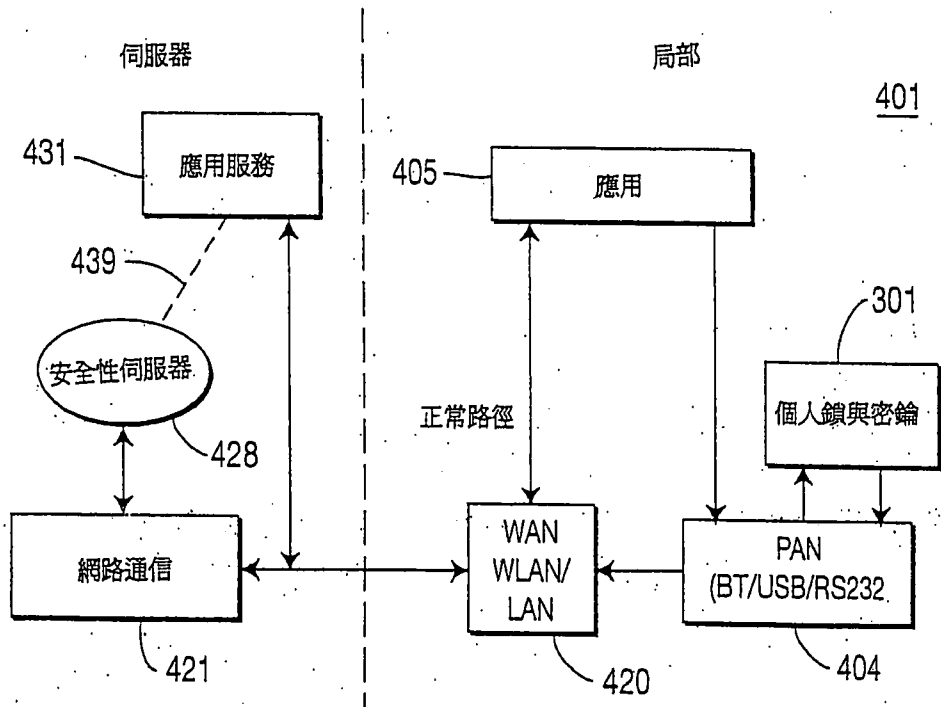 伺服器
局部
401
431
應用服務
405
應用
439
301
安全性伺服器
正常路徑
個人鎖與密鑰
428
網路通信
WAN
WLAN/
LAN
PAN
(BT/USB/RS232
421
420
404